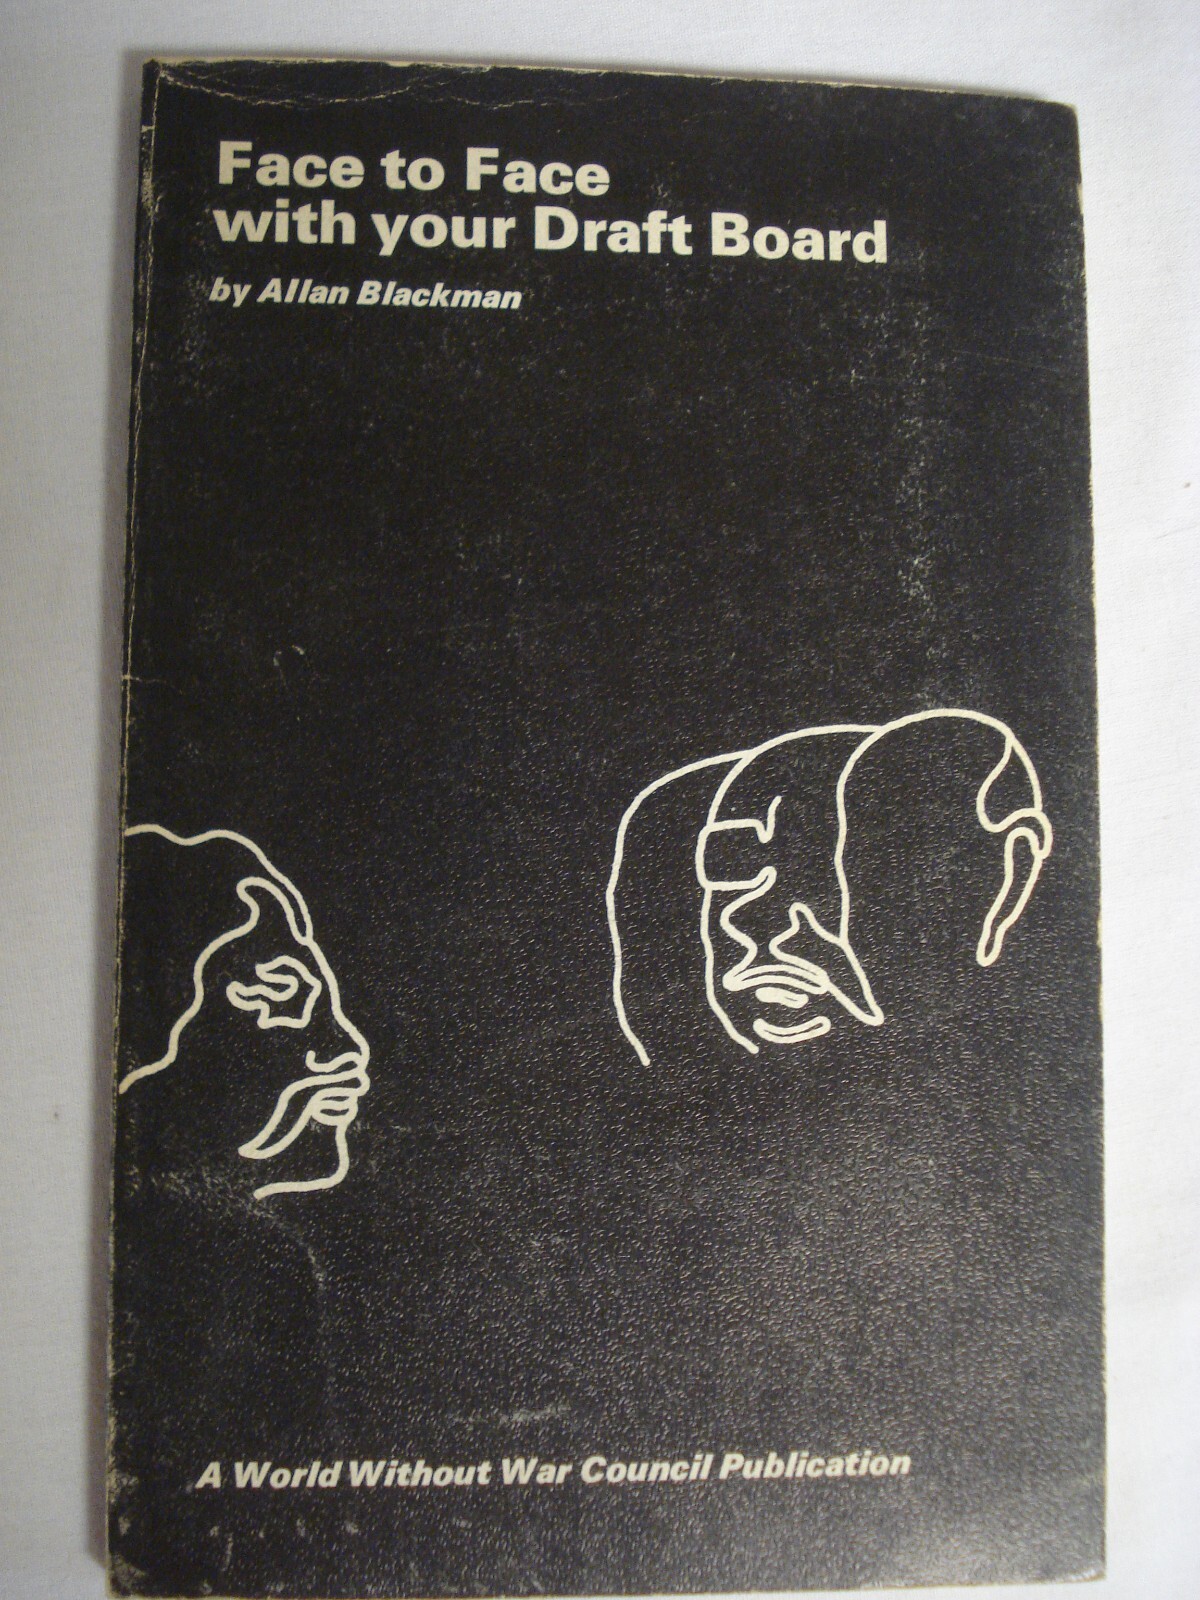 Face to Face
with your Draft Board
by Allan Blackman
A World Without War Council Publication